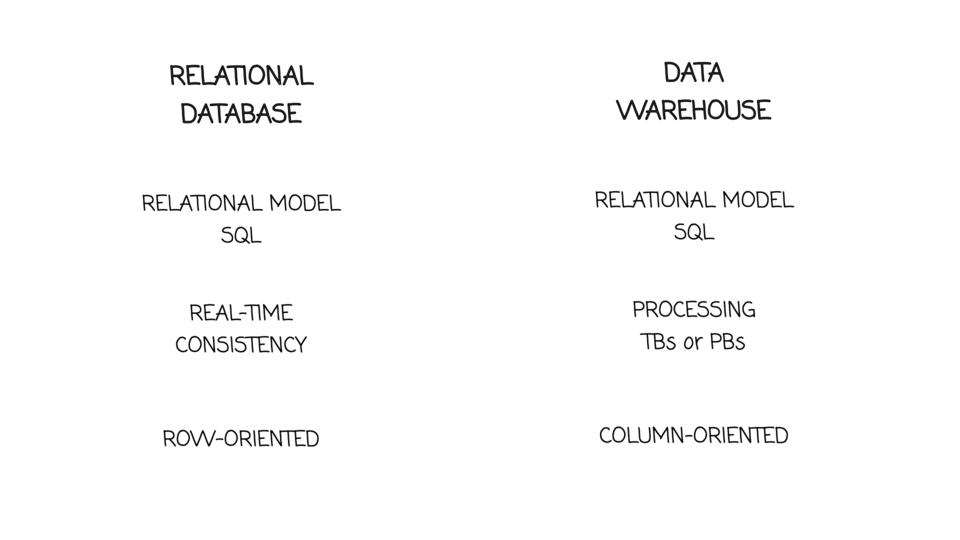 RELATIONAL
DATABASE
RELATIONAL MODEL
SQL
REAL-TIME
CONSISTENCY
ROW-ORIENTED
DATA
WAREHOUSE
RELATIONAL MODEL
SQL
PROCESSING
TBs or PBs
COLUMN-ORIENTED